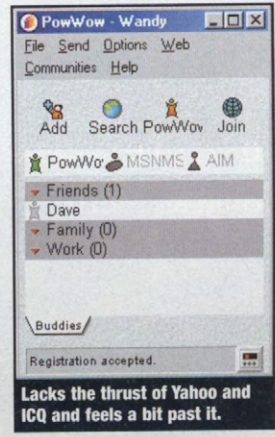 PowWow - Wandy
File Send Options Web
Communities Help
Add Search PowWow Join
PowWo MSNMS AIM
Friends (1)
Dave
Family (0)
Work (0)
Buddies
Registration accepted.
Lacks the thrust of Yahoo and
ICQ and feels a bit past it.